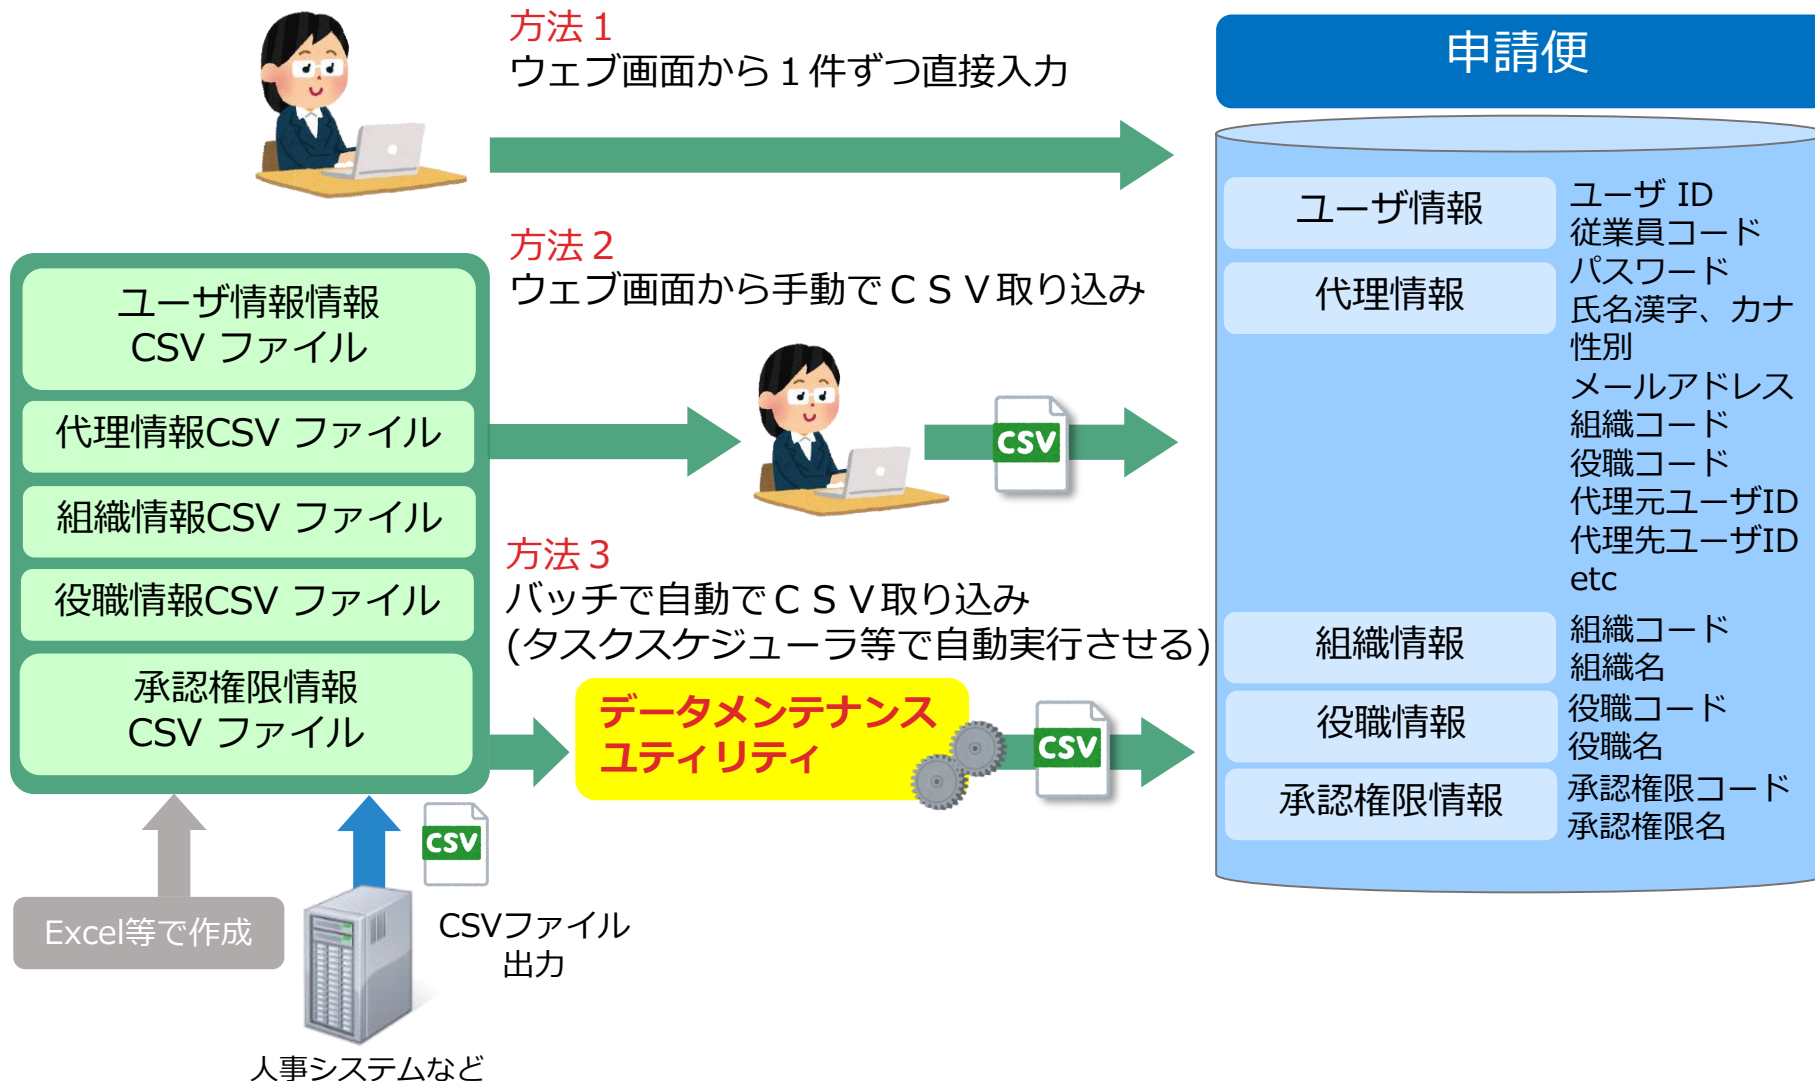 方法１
ウェブ画面から１件ずつ直接入力
申請便
方法２
ウェブ画面から手動でＣＳＶ取り込み
ユーザ情報情報
CSV ファイル
代理情報CSV ファイル
組織情報CSV ファイル
役職情報CSV ファイル
承認権限情報
CSV ファイル
CSV
方法３
バッチで自動でＣＳＶ取り込み
(タスクスケジューラ等で自動実行させる)
データメンテナンス
ユティリティ
CSV
CSV
Excel等で作成
CSVファイル
出力
人事システムなど
ユーザ情報
代理情報
ユーザ ID
従業員コード
パスワード
氏名漢字、カナ
性別
メールアドレス
組織コード
役職コード
代理元ユーザID
代理先ユーザID
etc
組織情報
組織コード
組織名
役職情報
役職コード
役職名
承認権限情報
承認権限コード
承認権限名